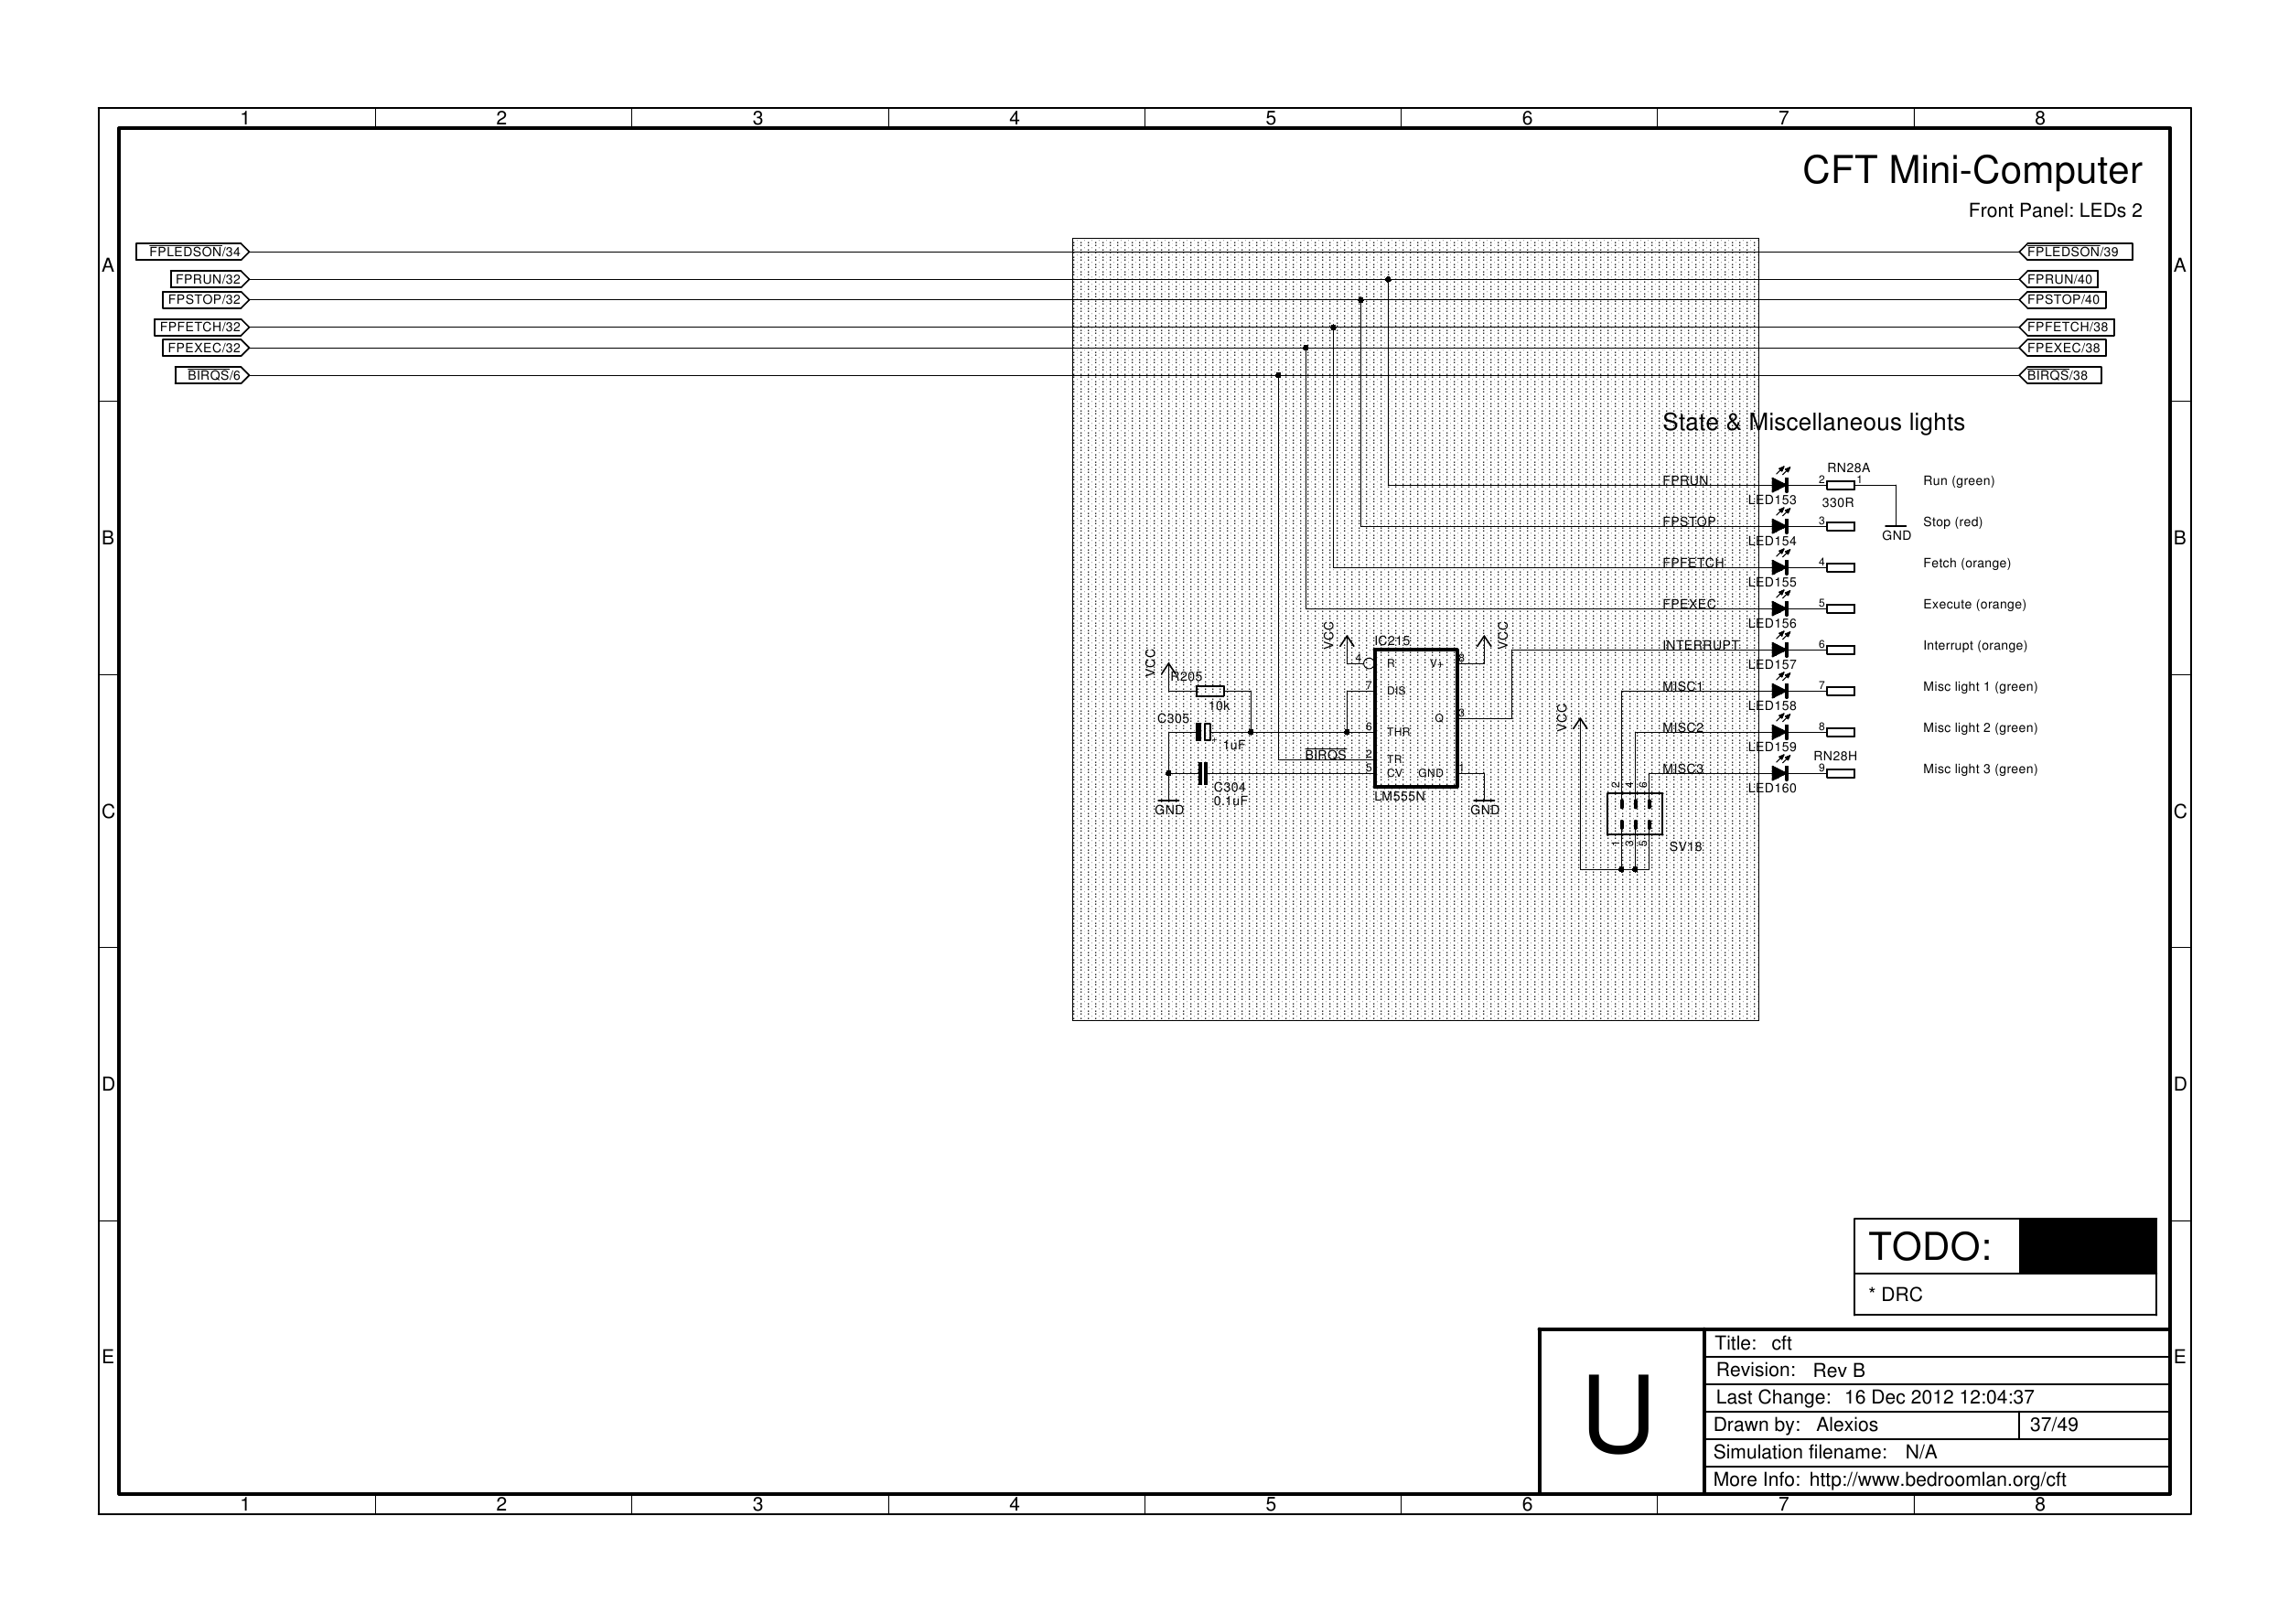 1 2 3 4 5 6 7 8
CFT Mini-Computer
Front Panel: LEDs 2
A
A
FPLEDSON/34
FPLEDSON/39
FPRUN/32
FPRUN/40
FPSTOP/32
FPSTOP/40
FPFETCH/32
FPFETCH/38
FPEXEC/32
FPEXEC/38
BIRQS/6
BIRQS/38
State & Miscellaneous lights
RN28A
FPRUN
2
1
Run (green)
LED153
330R
FPSTOP
3
Stop (red)
GND
B
B
LED154
FPFETCH
4
Fetch (orange)
LED155
FPEXEC
5
Execute (orange)
LED156
INTERRUPT
6
Interrupt (orange)
LED157
MISC1
7
Misc light 1 (green)
LED158
MISC2
8
Misc light 2 (green)
LED159
RN28H
MISC3
9
Misc light 3 (green)
LED160
VCC
IC215
VCC
4
R
V+
8
VCC
R205
10k
7
DIS
C305
1uF
Q
3
6
THR
BIRQS
2
TR
5
CV
GND
1
C304
0.1uF
LM555N
GND
GND
VCC
2 4 6
1 3 5
SV18
C
C
D
D
TODO:
* DRC
E
E
U
Title: cft
Revision: Rev B
Last Change: 16 Dec 2012 12:04:37
Drawn by: Alexios
37/49
Simulation filename: N/A
More Info: http://www.bedroomlan.org/cft
1 2 3 4 5 6 7 8